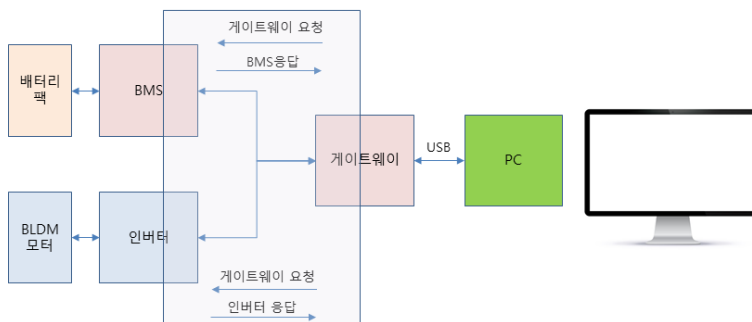 게이트웨이 요청
BMS응답
배터리
팩
BMS
게이트웨이
USB
PC
BLDM
모터
인버터
게이트웨이 요청
인버터 응답